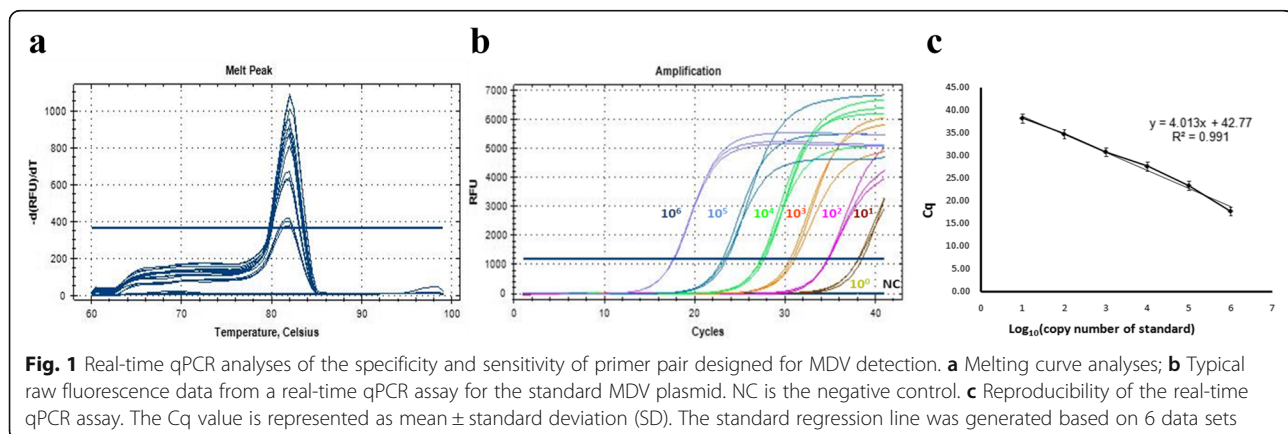 a
Melt Peak
1000
800
600
400
200
0
-d(RFU)/dT
60
70
80
90
100
Temperature, Celsius
b
Amplification
7000
6000
5000
4000
3000
2000
1000
0
RFU
10⁶
10⁵
10⁴
10³
10²
10¹
10⁰
NC
0
10
20
30
40
Cycles
c
45.00
40.00
35.00
30.00
25.00
20.00
15.00
10.00
5.00
0.00
Cq
y = 4.013x + 42.77
R² = 0.991
0
1
2
3
4
5
6
7
Log₁₀(copy number of standard)
Fig. 1 Real-time qPCR analyses of the specificity and sensitivity of primer pair designed for MDV detection. a Melting curve analyses; b Typical
raw fluorescence data from a real-time qPCR assay for the standard MDV plasmid. NC is the negative control. c Reproducibility of the real-time
qPCR assay. The Cq value is represented as mean ± standard deviation (SD). The standard regression line was generated based on 6 data sets